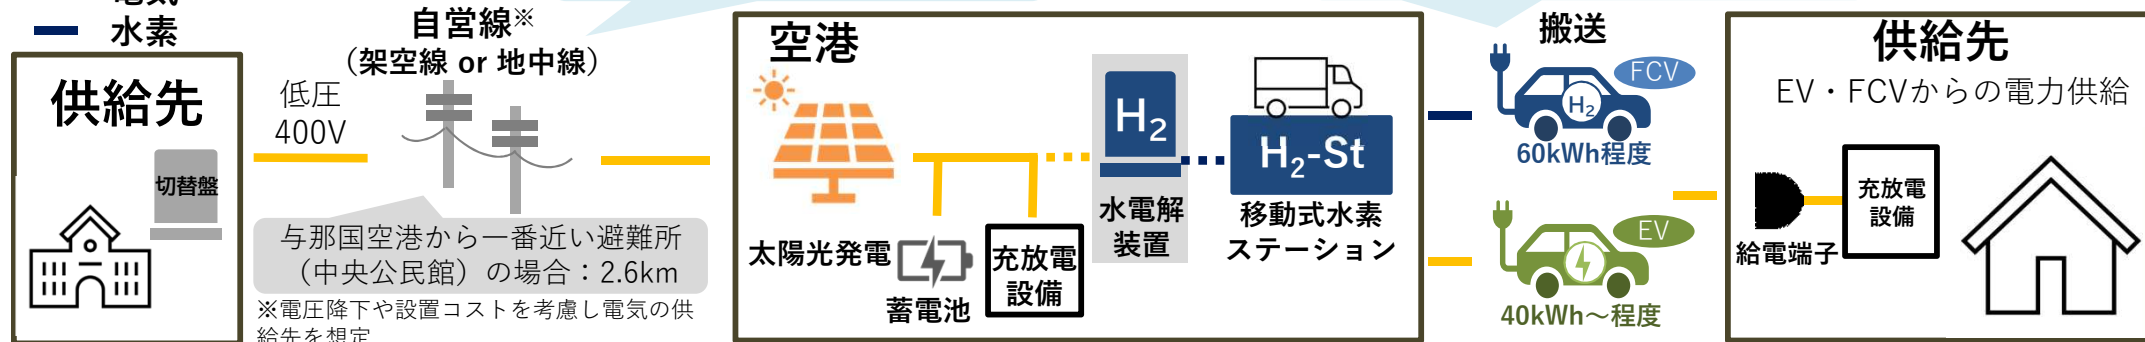 水素
供給先
切替盤
低圧
400V
自営線※
（架空線 or 地中線）
与那国空港から一番近い避難所
（中央公民館）の場合：2.6km
※電圧降下や設置コストを考慮し電気の供
給先を想定
空港
太陽光発電
蓄電池
充放電
設備
H2
水電解
装置
H2-St
移動式水素
ステーション
搬送
FCV
H2
60kWh程度
EV
40kWh～程度
供給先
EV・FCVからの電力供給
給電端子
充放電
設備